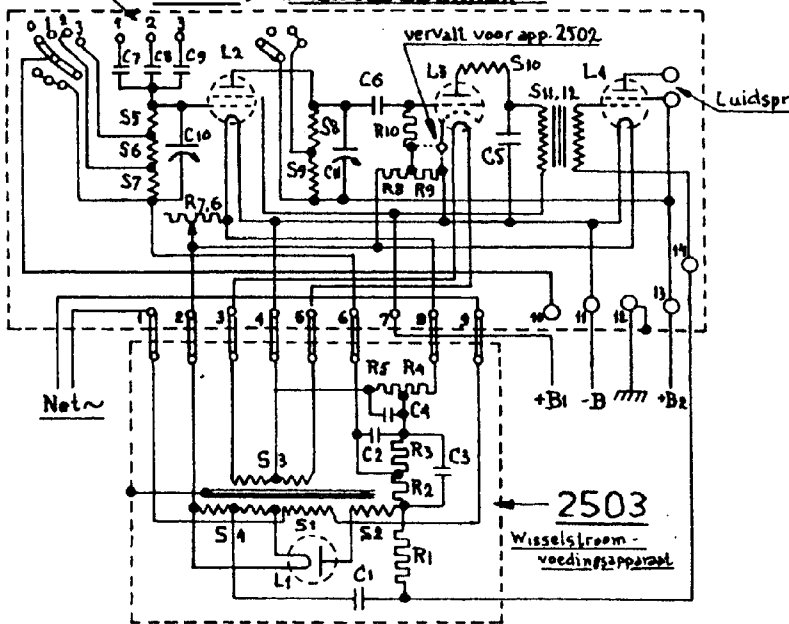 1 2 3
0 1 2 3
C7 C8 C9
L2
vervalt voor app. 2502
L3
S10
L4
C6
S11,12
Luidspr
S5
S6
S7
C10
S8
S9
C11
R10
R8 R9
C5
R7,6
14
1 2 3 4 5 6 7 8 9 10 11 12 13
Net~
R5 R4
+B1 -B +B2
C4
C2
R3
C3
S3
R2
2503
Wisselstroom-
voedingsapparaat
S4
S1
S2
L1
R1
C1